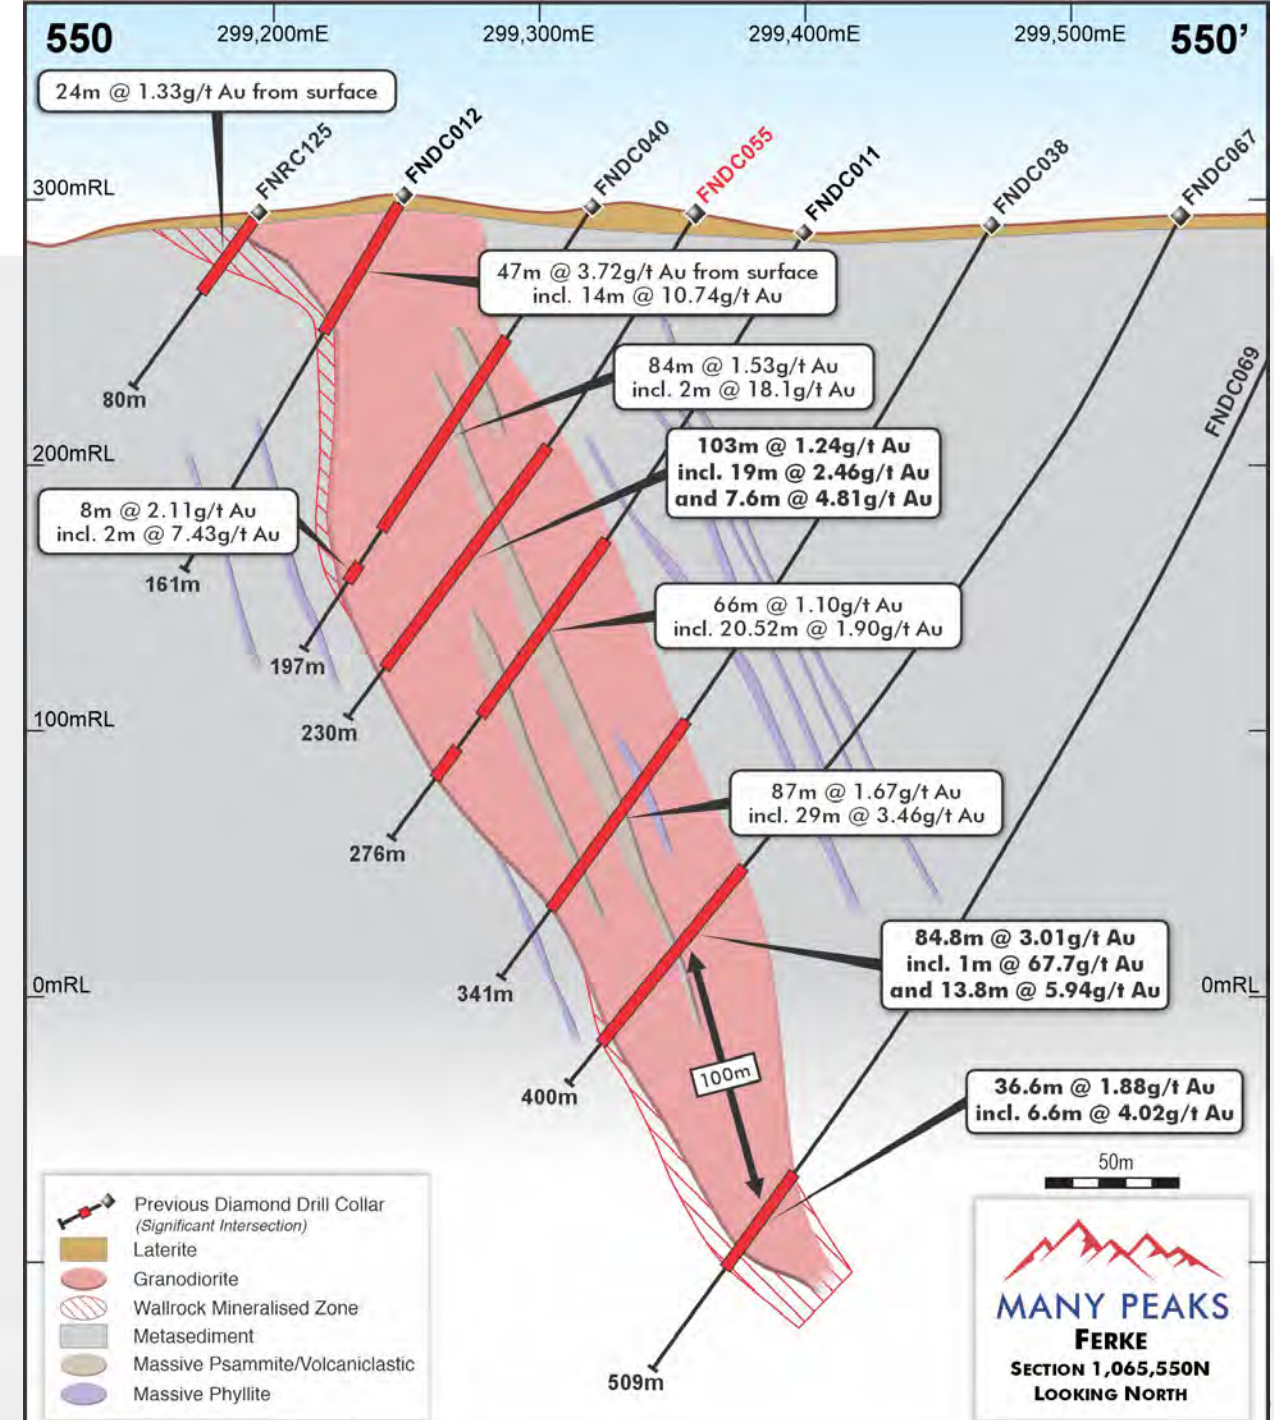 550
299,200mE
299,300mE
299,400mE
299,500mE
550’
24m @ 1.33g/t Au from surface
FNRC125
FNDC012
FNDC040
FNDC055
FNDC011
FNDC038
FNDC067
FNDC069
300mRL
47m @ 3.72g/t Au from surface
incl. 14m @ 10.74g/t Au
84m @ 1.53g/t Au
incl. 2m @ 18.1g/t Au
80m
103m @ 1.24g/t Au
incl. 19m @ 2.46g/t Au
and 7.6m @ 4.81g/t Au
200mRL
8m @ 2.11g/t Au
incl. 2m @ 7.43g/t Au
161m
66m @ 1.10g/t Au
incl. 20.52m @ 1.90g/t Au
197m
230m
100mRL
87m @ 1.67g/t Au
incl. 29m @ 3.46g/t Au
276m
84.8m @ 3.01g/t Au
incl. 1m @ 67.7g/t Au
and 13.8m @ 5.94g/t Au
0mRL
0mRL
341m
100m
400m
36.6m @ 1.88g/t Au
incl. 6.6m @ 4.02g/t Au
50m
509m
Previous Diamond Drill Collar
(Significant Intersection)
Laterite
Granodiorite
Wallrock Mineralised Zone
Metasediment
Massive Psammite/Volcaniclastic
Massive Phyllite
MANY PEAKS
FERKE
SECTION 1,065,550N
LOOKING NORTH